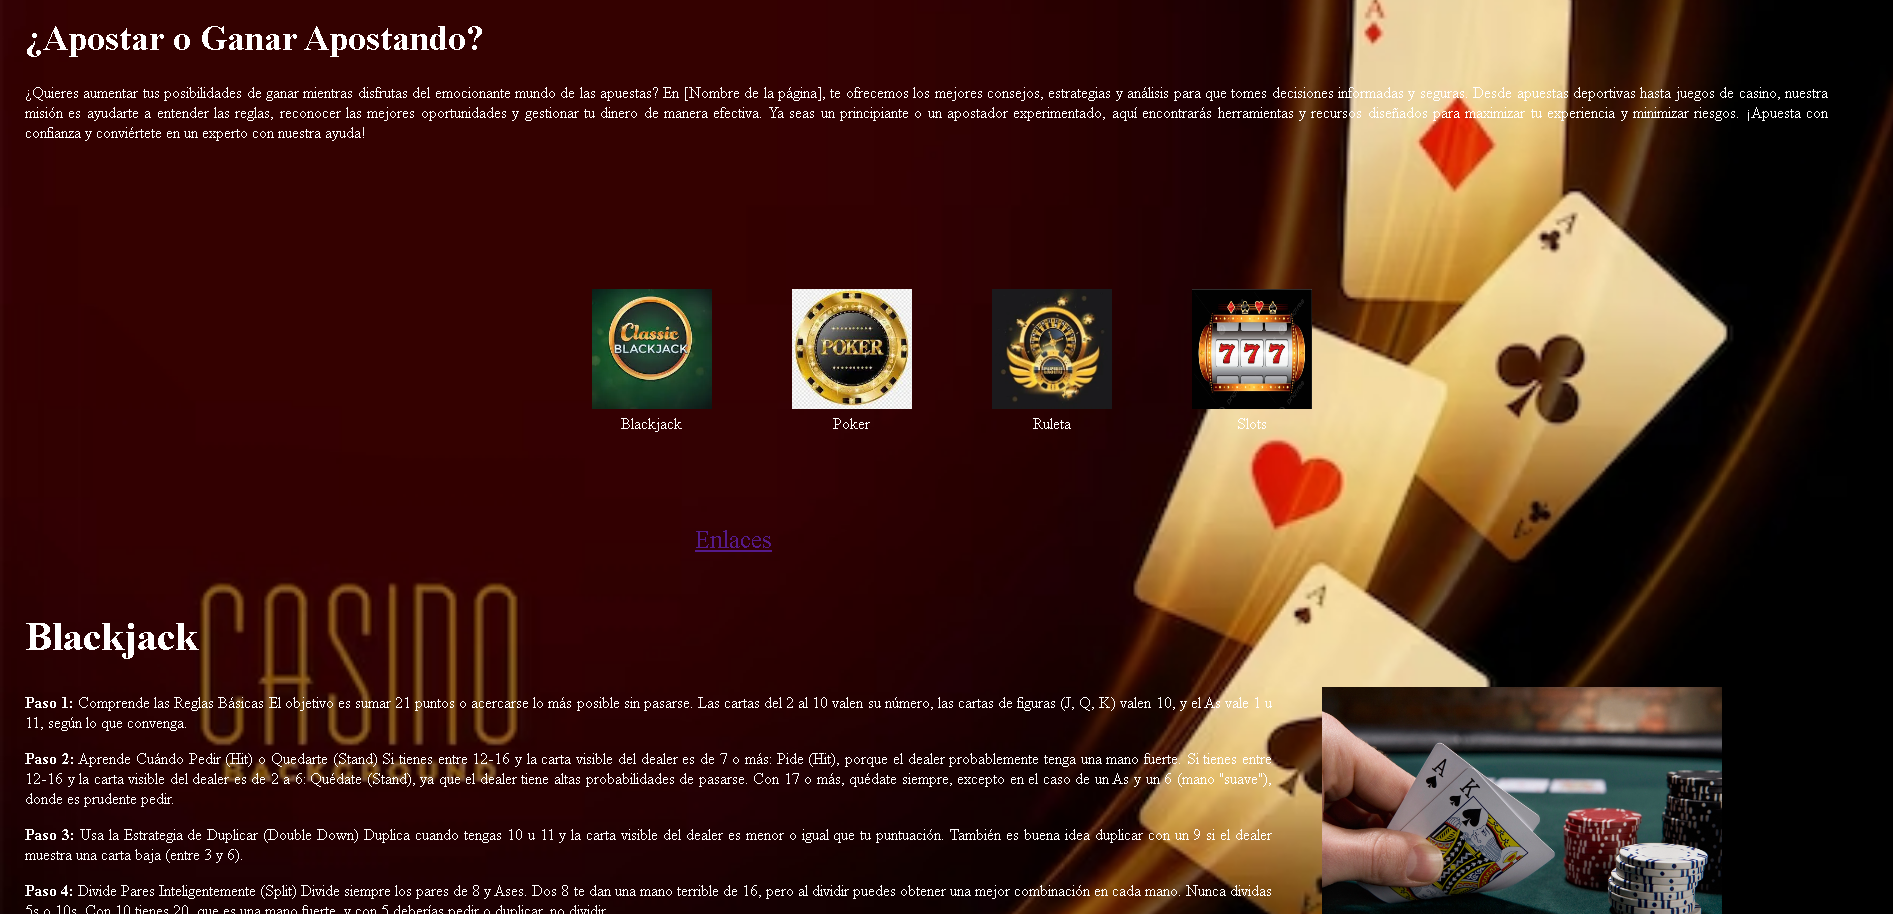 ¿Apostar o Ganar Apostando?
¿Quieres aumentar tus posibilidades de ganar mientras disfrutas del emocionante mundo de las apuestas? En [Nombre de la página], te ofrecemos los mejores consejos, estrategias y análisis para que tomes decisiones informadas y seguras. Desde apuestas deportivas hasta juegos de casino, nuestra
misión es ayudarte a entender las reglas, reconocer las mejores oportunidades y gestionar tu dinero de manera efectiva. Ya seas un principiante o un apostador experimentado, aquí encontrarás herramientas y recursos diseñados para maximizar tu experiencia y minimizar riesgos. ¡Apuesta con
confianza y conviértete en un experto con nuestra ayuda!
Classic
BLACKJACK
POKER
777
Blackjack
Poker
Ruleta
Slots
Enlaces
CASINO
BACKGROUND
Blackjack
Paso 1: Comprende las Reglas Básicas El objetivo es sumar 21 puntos o acercarse lo más posible sin pasarse. Las cartas del 2 al 10 valen su número, las cartas de figuras (J, Q, K) valen 10, y el As vale 1 u
11, según lo que convenga.
Paso 2: Aprende Cuándo Pedir (Hit) o Quedarte (Stand) Si tienes entre 12-16 y la carta visible del dealer es de 7 o más: Pide (Hit), porque el dealer probablemente tenga una mano fuerte. Si tienes entre
12-16 y la carta visible del dealer es de 2 a 6: Quédate (Stand), ya que el dealer tiene altas probabilidades de pasarse. Con 17 o más, quédate siempre, excepto en el caso de un As y un 6 (mano "suave"),
donde es prudente pedir.
Paso 3: Usa la Estrategia de Duplicar (Double Down) Duplica cuando tengas 10 u 11 y la carta visible del dealer es menor o igual que tu puntuación. También es buena idea duplicar con un 9 si el dealer
muestra una carta baja (entre 3 y 6).
Paso 4: Divide Pares Inteligentemente (Split) Divide siempre los pares de 8 y Ases. Dos 8 te dan una mano terrible de 16, pero al dividir puedes obtener una mejor combinación en cada mano. Nunca dividas
5s o 10s. Con 10 tienes 20, que es una mano fuerte, y con 5 deberías pedir o duplicar, no dividir.
A
A
A
A
K